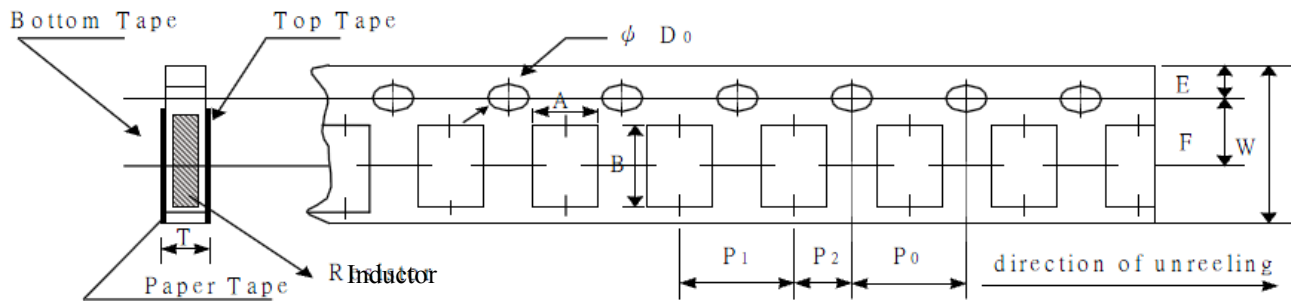 Bottom Tape
Top Tape
ϕ D0
A
B
E
F
W
T
P1
P2
P0
Inductor
Paper Tape
direction of unreeling